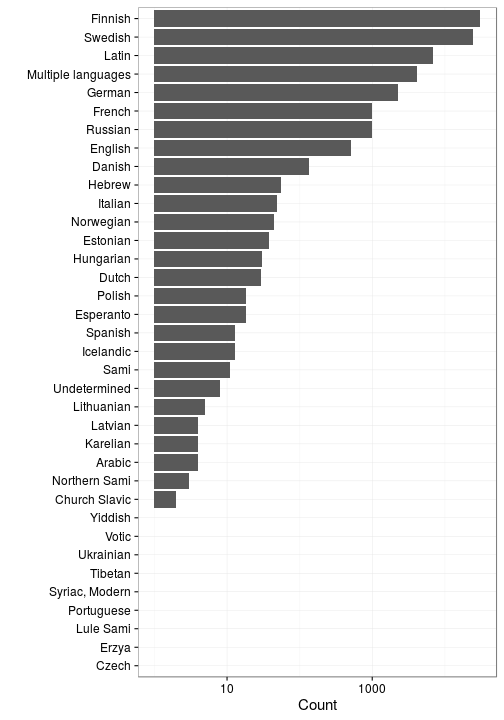 Finnish
Swedish
Latin
Multiple languages
German
French
Russian
English
Danish
Hebrew
Italian
Norwegian
Estonian
Hungarian
Dutch
Polish
Esperanto
Spanish
Icelandic
Sami
Undetermined
Lithuanian
Latvian
Karelian
Arabic
Northern Sami
Church Slavic
Yiddish
Votic
Ukrainian
Tibetan
Syriac, Modern
Portuguese
Lule Sami
Erzya
Czech
10 1000
Count